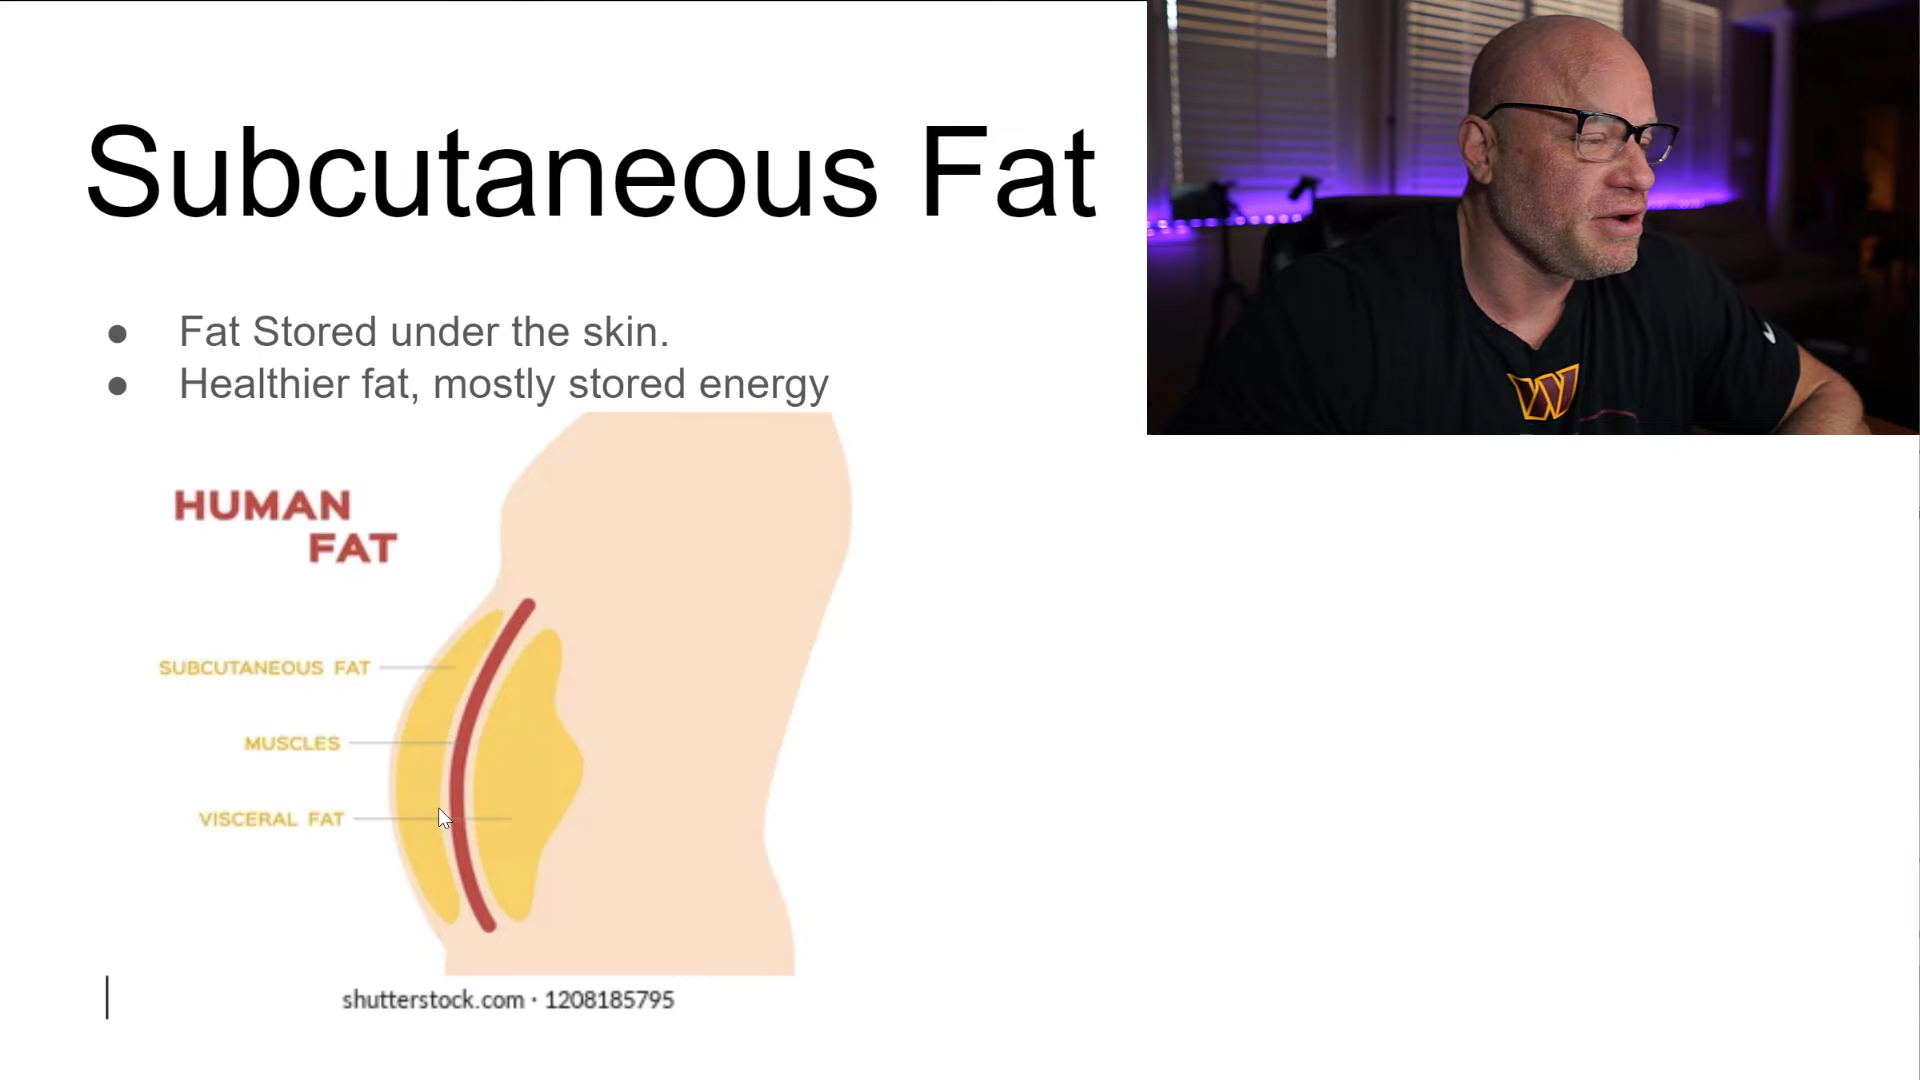 Subcutaneous Fat
● Fat Stored under the skin.
● Healthier fat, mostly stored energy
HUMAN
FAT
SUBCUTANEOUS FAT
MUSCLES
VISCERAL FAT
shutterstock.com · 1208185795
W